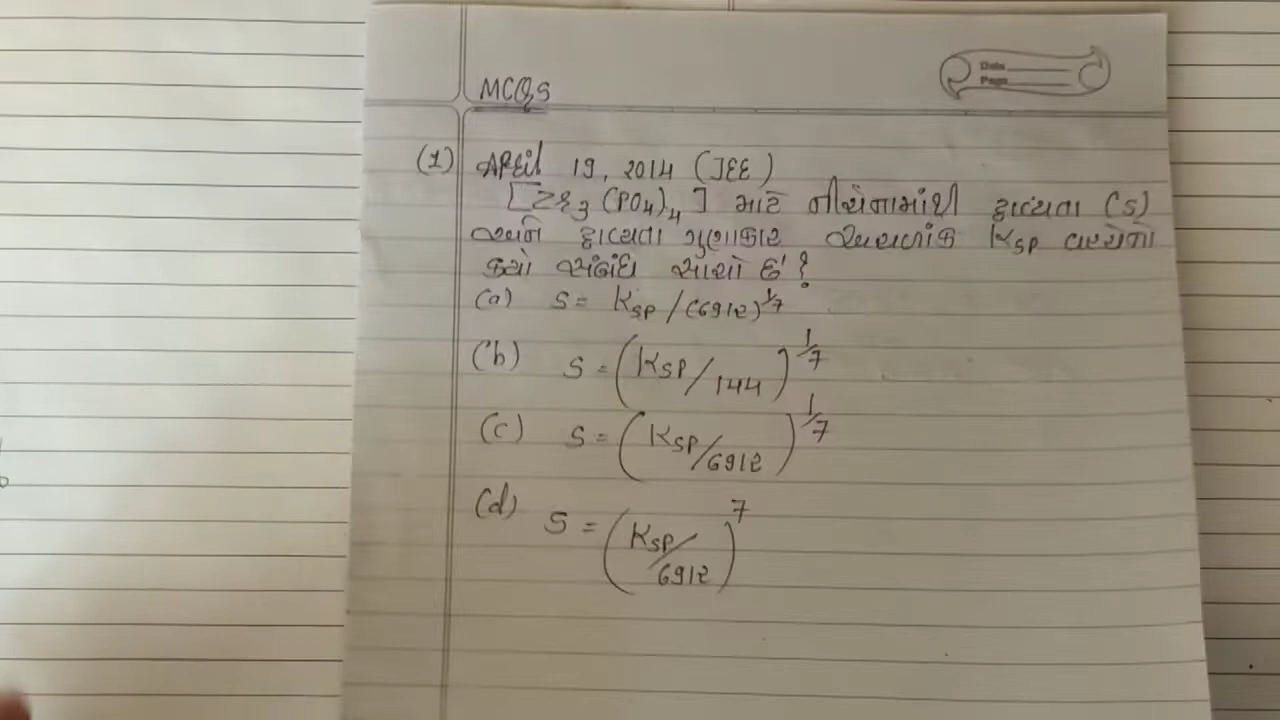 MCQs
Date
Page
(1) April 19, 2014 (JEE)
[Zr3 (PO4)4] માટે નીચેનામાંથી દ્રાવ્યતા (S)
અને દ્રાવ્યતા ગુણાકાર અચળાંક Ksp વચ્ચેનો
કયો સંબંધ સાચો છે?
(a) S = Ksp / (6912)^1/7
(b) S = (Ksp/144)^1/7
(c) S = (Ksp/6912)^1/7
(d) S = (Ksp/6912)^7